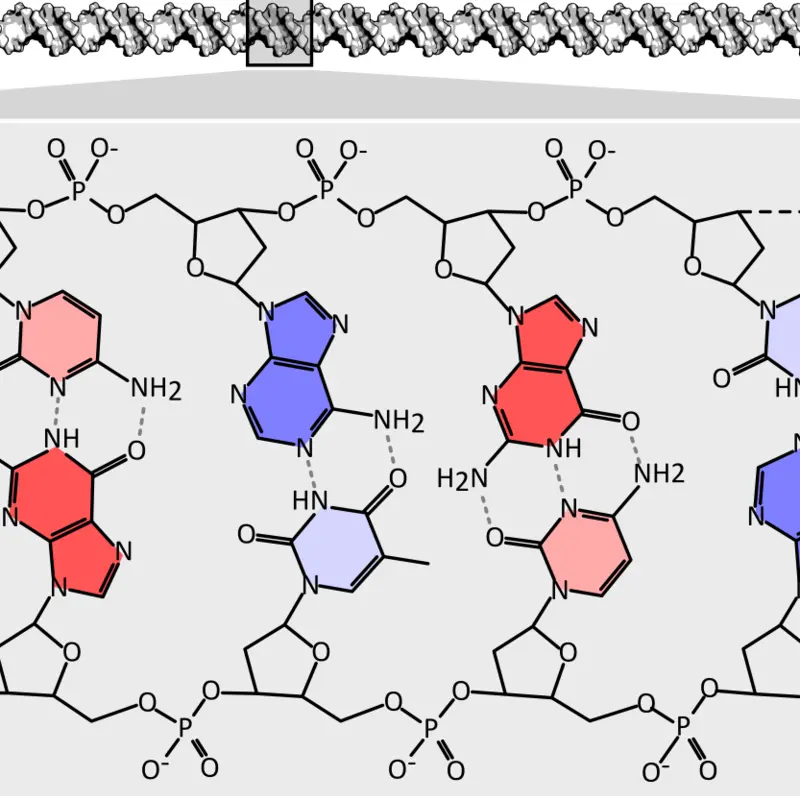 O O- O O- O O-
P P P
O O O O O O
O O O
N N N N
N N
N NH2 N NH2 N O O HN
NH O N NH N
H2N NH2
N HN O N
O O N
N N N N
O O O
O O O O O O
P P P
O- O O- O O- O